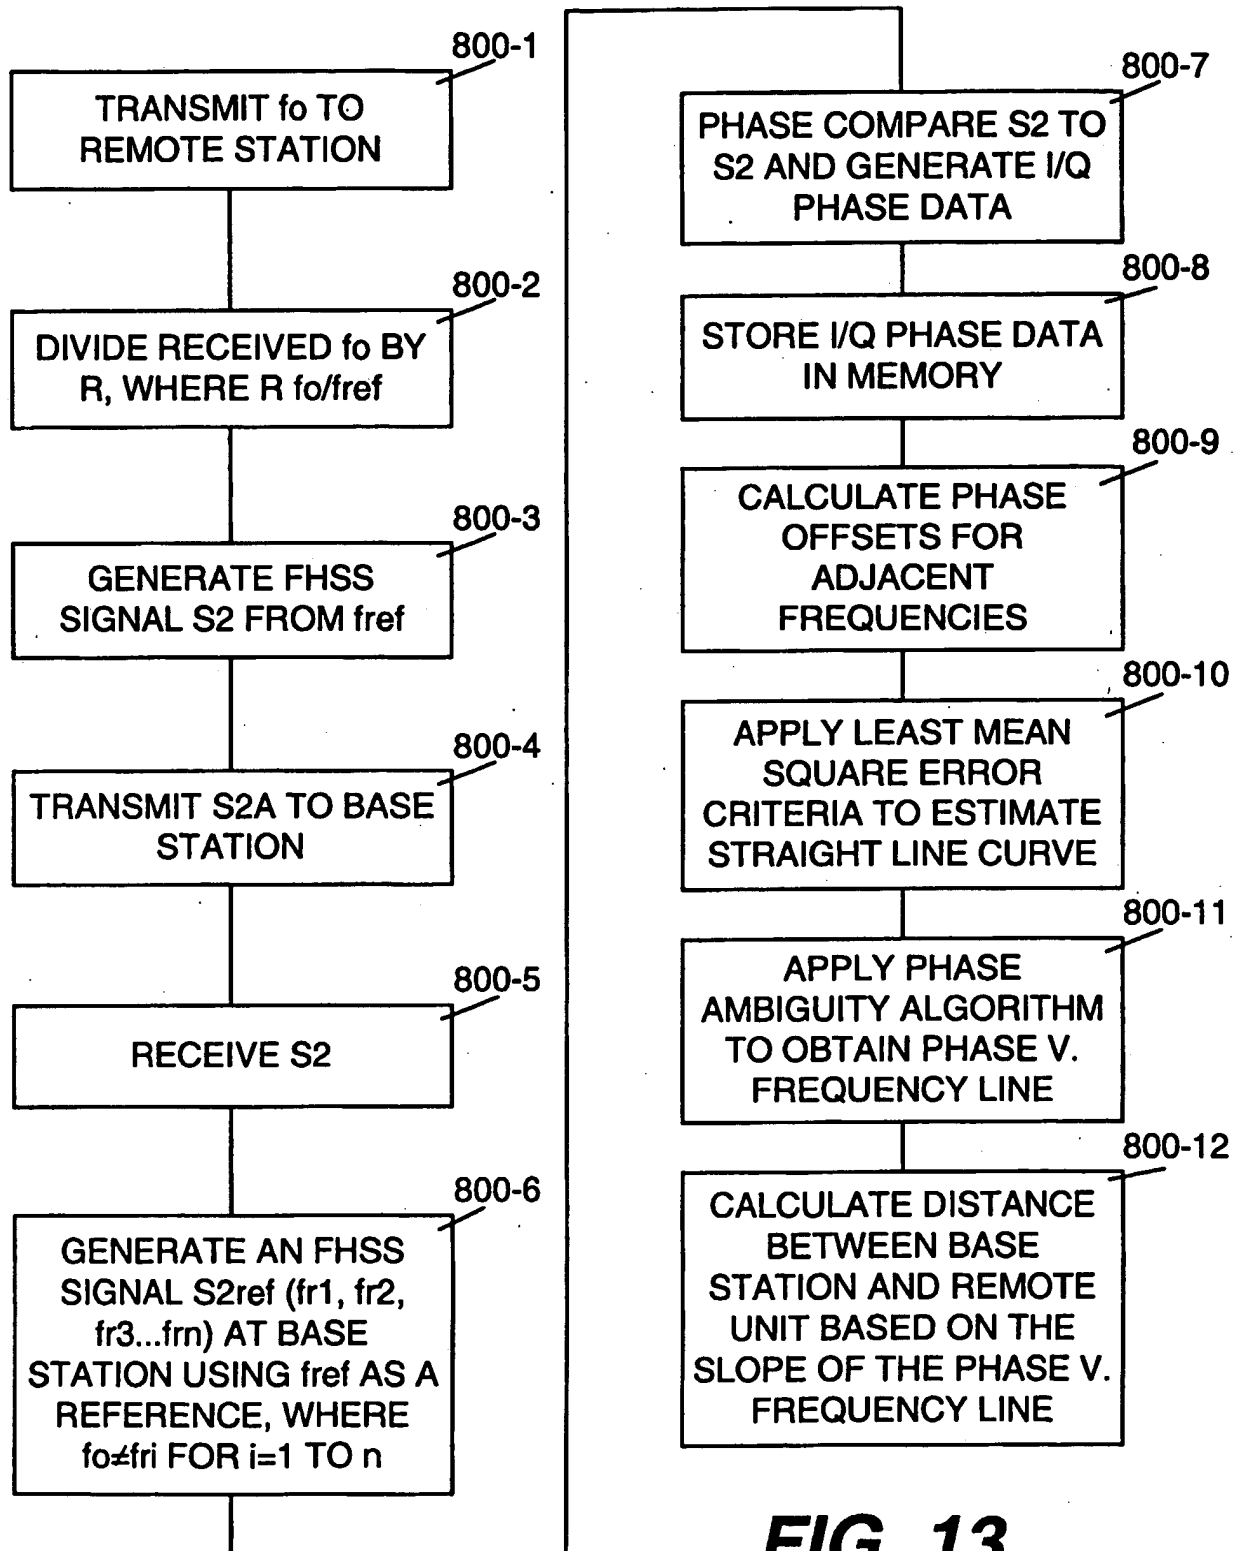 800-1
TRANSMIT fo TO
REMOTE STATION
800-2
DIVIDE RECEIVED fo BY
R, WHERE R fo/fref
800-3
GENERATE FHSS
SIGNAL S2 FROM fref
800-4
TRANSMIT S2A TO BASE
STATION
800-5
RECEIVE S2
800-6
GENERATE AN FHSS
SIGNAL S2ref (fr1, fr2,
fr3...frn) AT BASE
STATION USING fref AS A
REFERENCE, WHERE
fo≠fri FOR i=1 TO n
800-7
PHASE COMPARE S2 TO
S2 AND GENERATE I/Q
PHASE DATA
800-8
STORE I/Q PHASE DATA
IN MEMORY
800-9
CALCULATE PHASE
OFFSETS FOR
ADJACENT
FREQUENCIES
800-10
APPLY LEAST MEAN
SQUARE ERROR
CRITERIA TO ESTIMATE
STRAIGHT LINE CURVE
800-11
APPLY PHASE
AMBIGUITY ALGORITHM
TO OBTAIN PHASE V.
FREQUENCY LINE
800-12
CALCULATE DISTANCE
BETWEEN BASE
STATION AND REMOTE
UNIT BASED ON THE
SLOPE OF THE PHASE V.
FREQUENCY LINE
FIG. 13